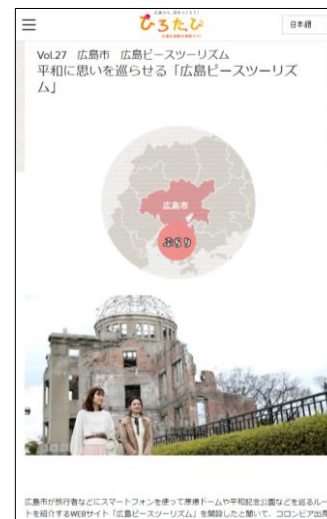 ひろたび
日本語
Vol.27 広島市 広島ピースツーリズム
平和に思いを巡らせる「広島ピースツーリズ
ム」
広島市
ぶらり
広島市が旅行者などにスマートフォンを使って原爆ドームや平和記念公園などを巡るルー
トを紹介するWEBサイト「広島ピースツーリズム」を開設したと聞いて、コロンビア出身